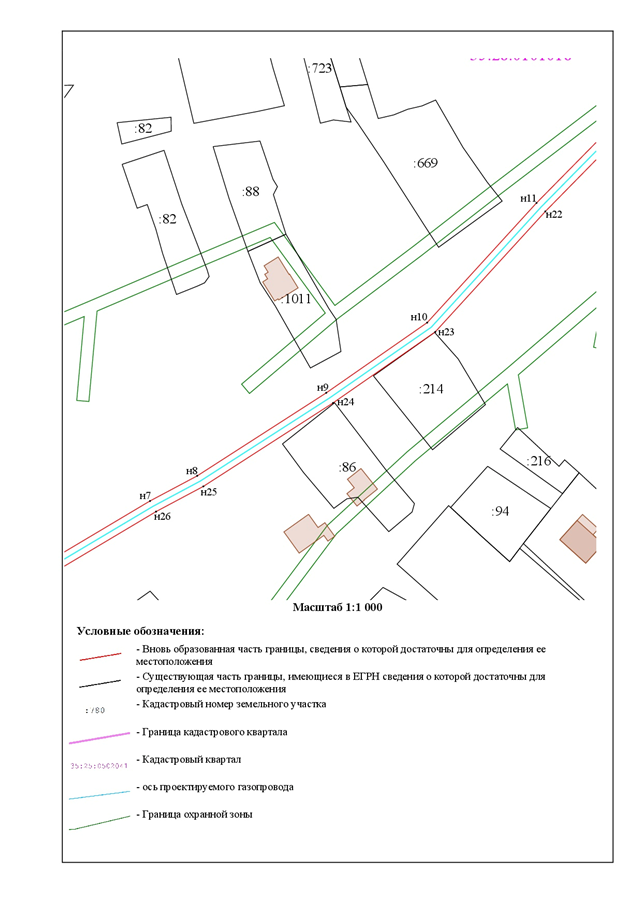 :723
:82
:669
:88
:82
н11
н22
:1011
н10
н23
н9
:214
н24
:86
н8
:216
н25
н7
:94
н26
Масштаб 1:1 000
Условные обозначения:
- Вновь образованная часть границы, сведения о которой достаточны для определения ее
местоположения
- Существующая часть границы, имеющиеся в ЕГРН сведения о которой достаточны для
определения ее местоположения
:780
- Кадастровый номер земельного участка
- Граница кадастрового квартала
- Кадастровый квартал
- ось проектируемого газопровода
- Граница охранной зоны